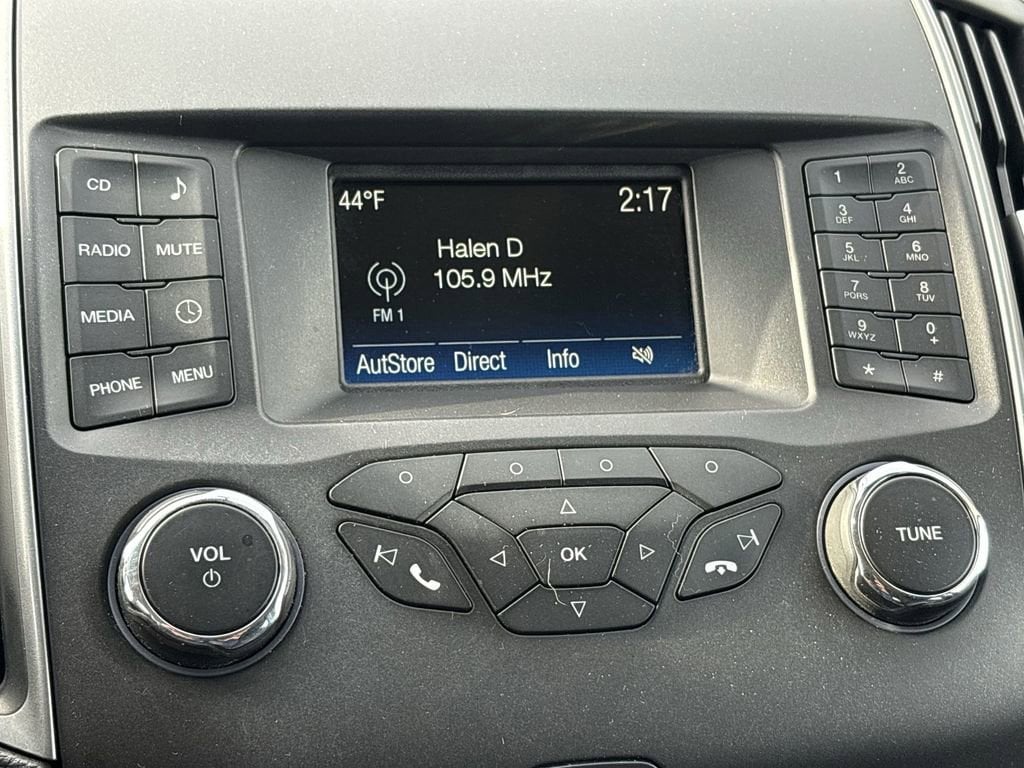 44°F
2:17
Halen D
105.9 MHz
FM 1
AutStore Direct Info
CD
RADIO MUTE
MEDIA
PHONE MENU
1 2 ABC
3 DEF 4 GHI
5 JKL 6 MNO
7 PQRS 8 TUV
9 WXYZ 0 +
* #
VOL
OK
TUNE